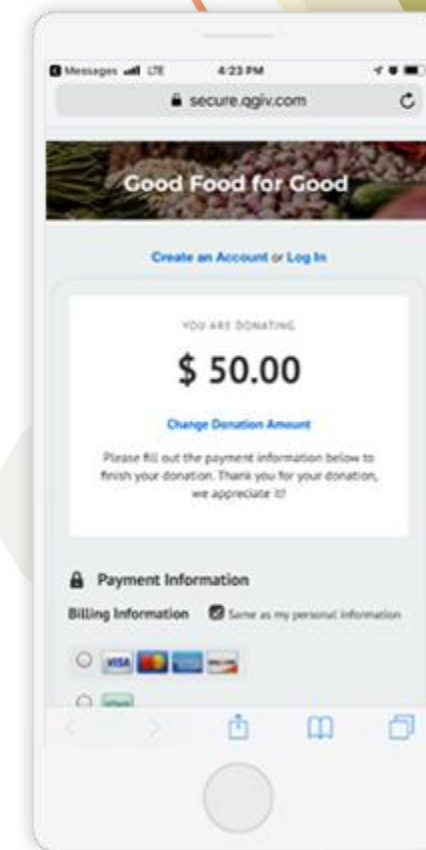 Messages LTE 4:23 PM
secure.qgiv.com
Good Food for Good
Create an Account or Log In
YOU ARE DONATING
$ 50.00
Change Donation Amount
Please fill out the payment information below to
finish your donation. Thank you for your donation,
we appreciate it!
Payment Information
Billing Information Same as my personal information
VISA